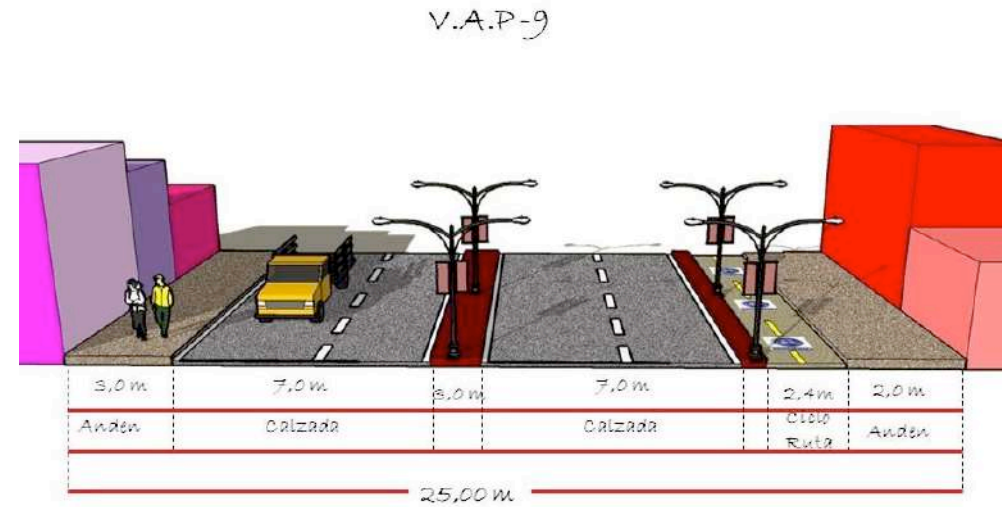 V.A.P-9
3,0 m 7,0 m 3,0 m 7,0 m 2,4m 2,0 m
Anden Calzada Calzada Ciclo Ruta Anden
25,00 m